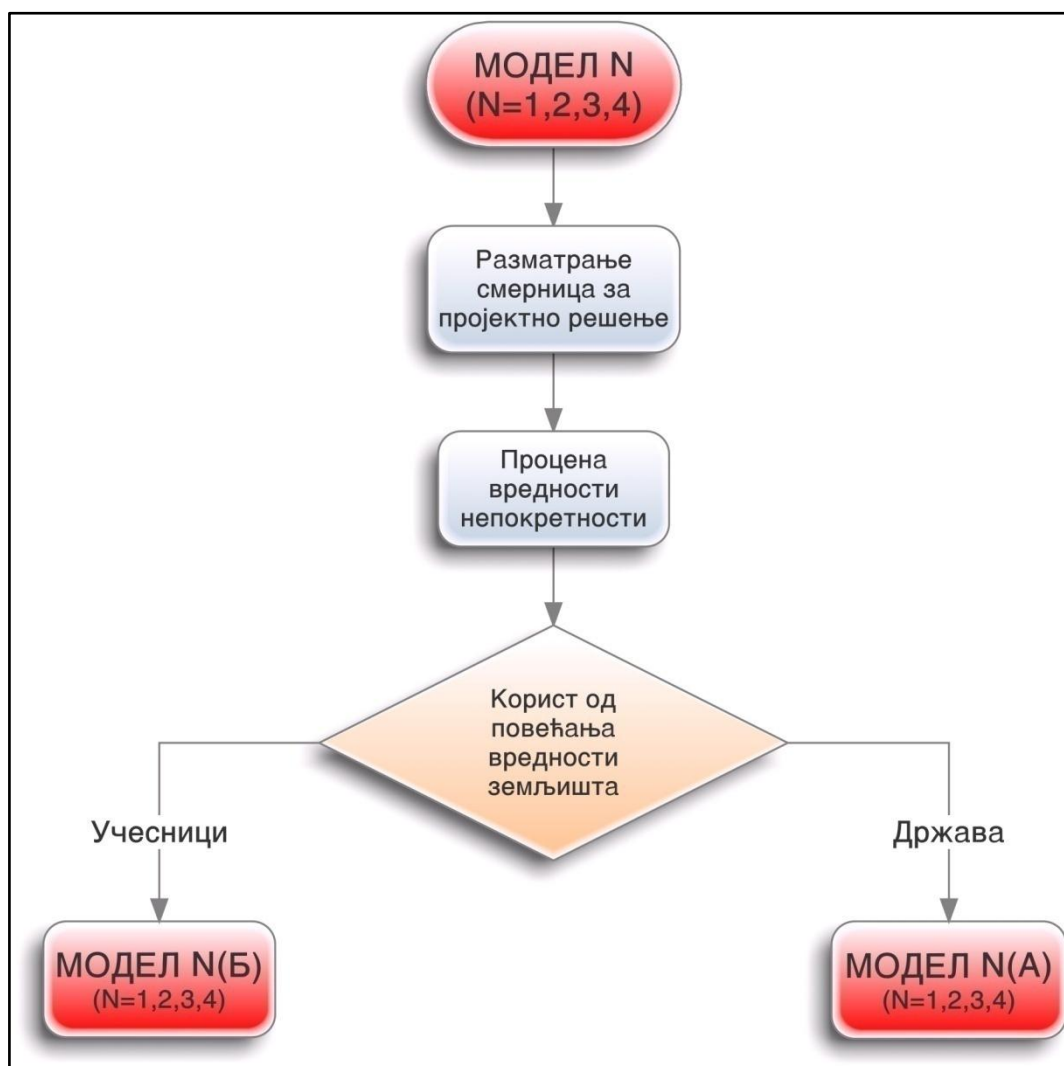 МОДЕЛ N
(N=1,2,3,4)
Разматрање
смерница за
пројектно решење
Процена
вредности
непокретности
Корист од
повећања
вредности
земљишта
Учесници
Држава
МОДЕЛ N(Б)
(N=1,2,3,4)
МОДЕЛ N(А)
(N=1,2,3,4)